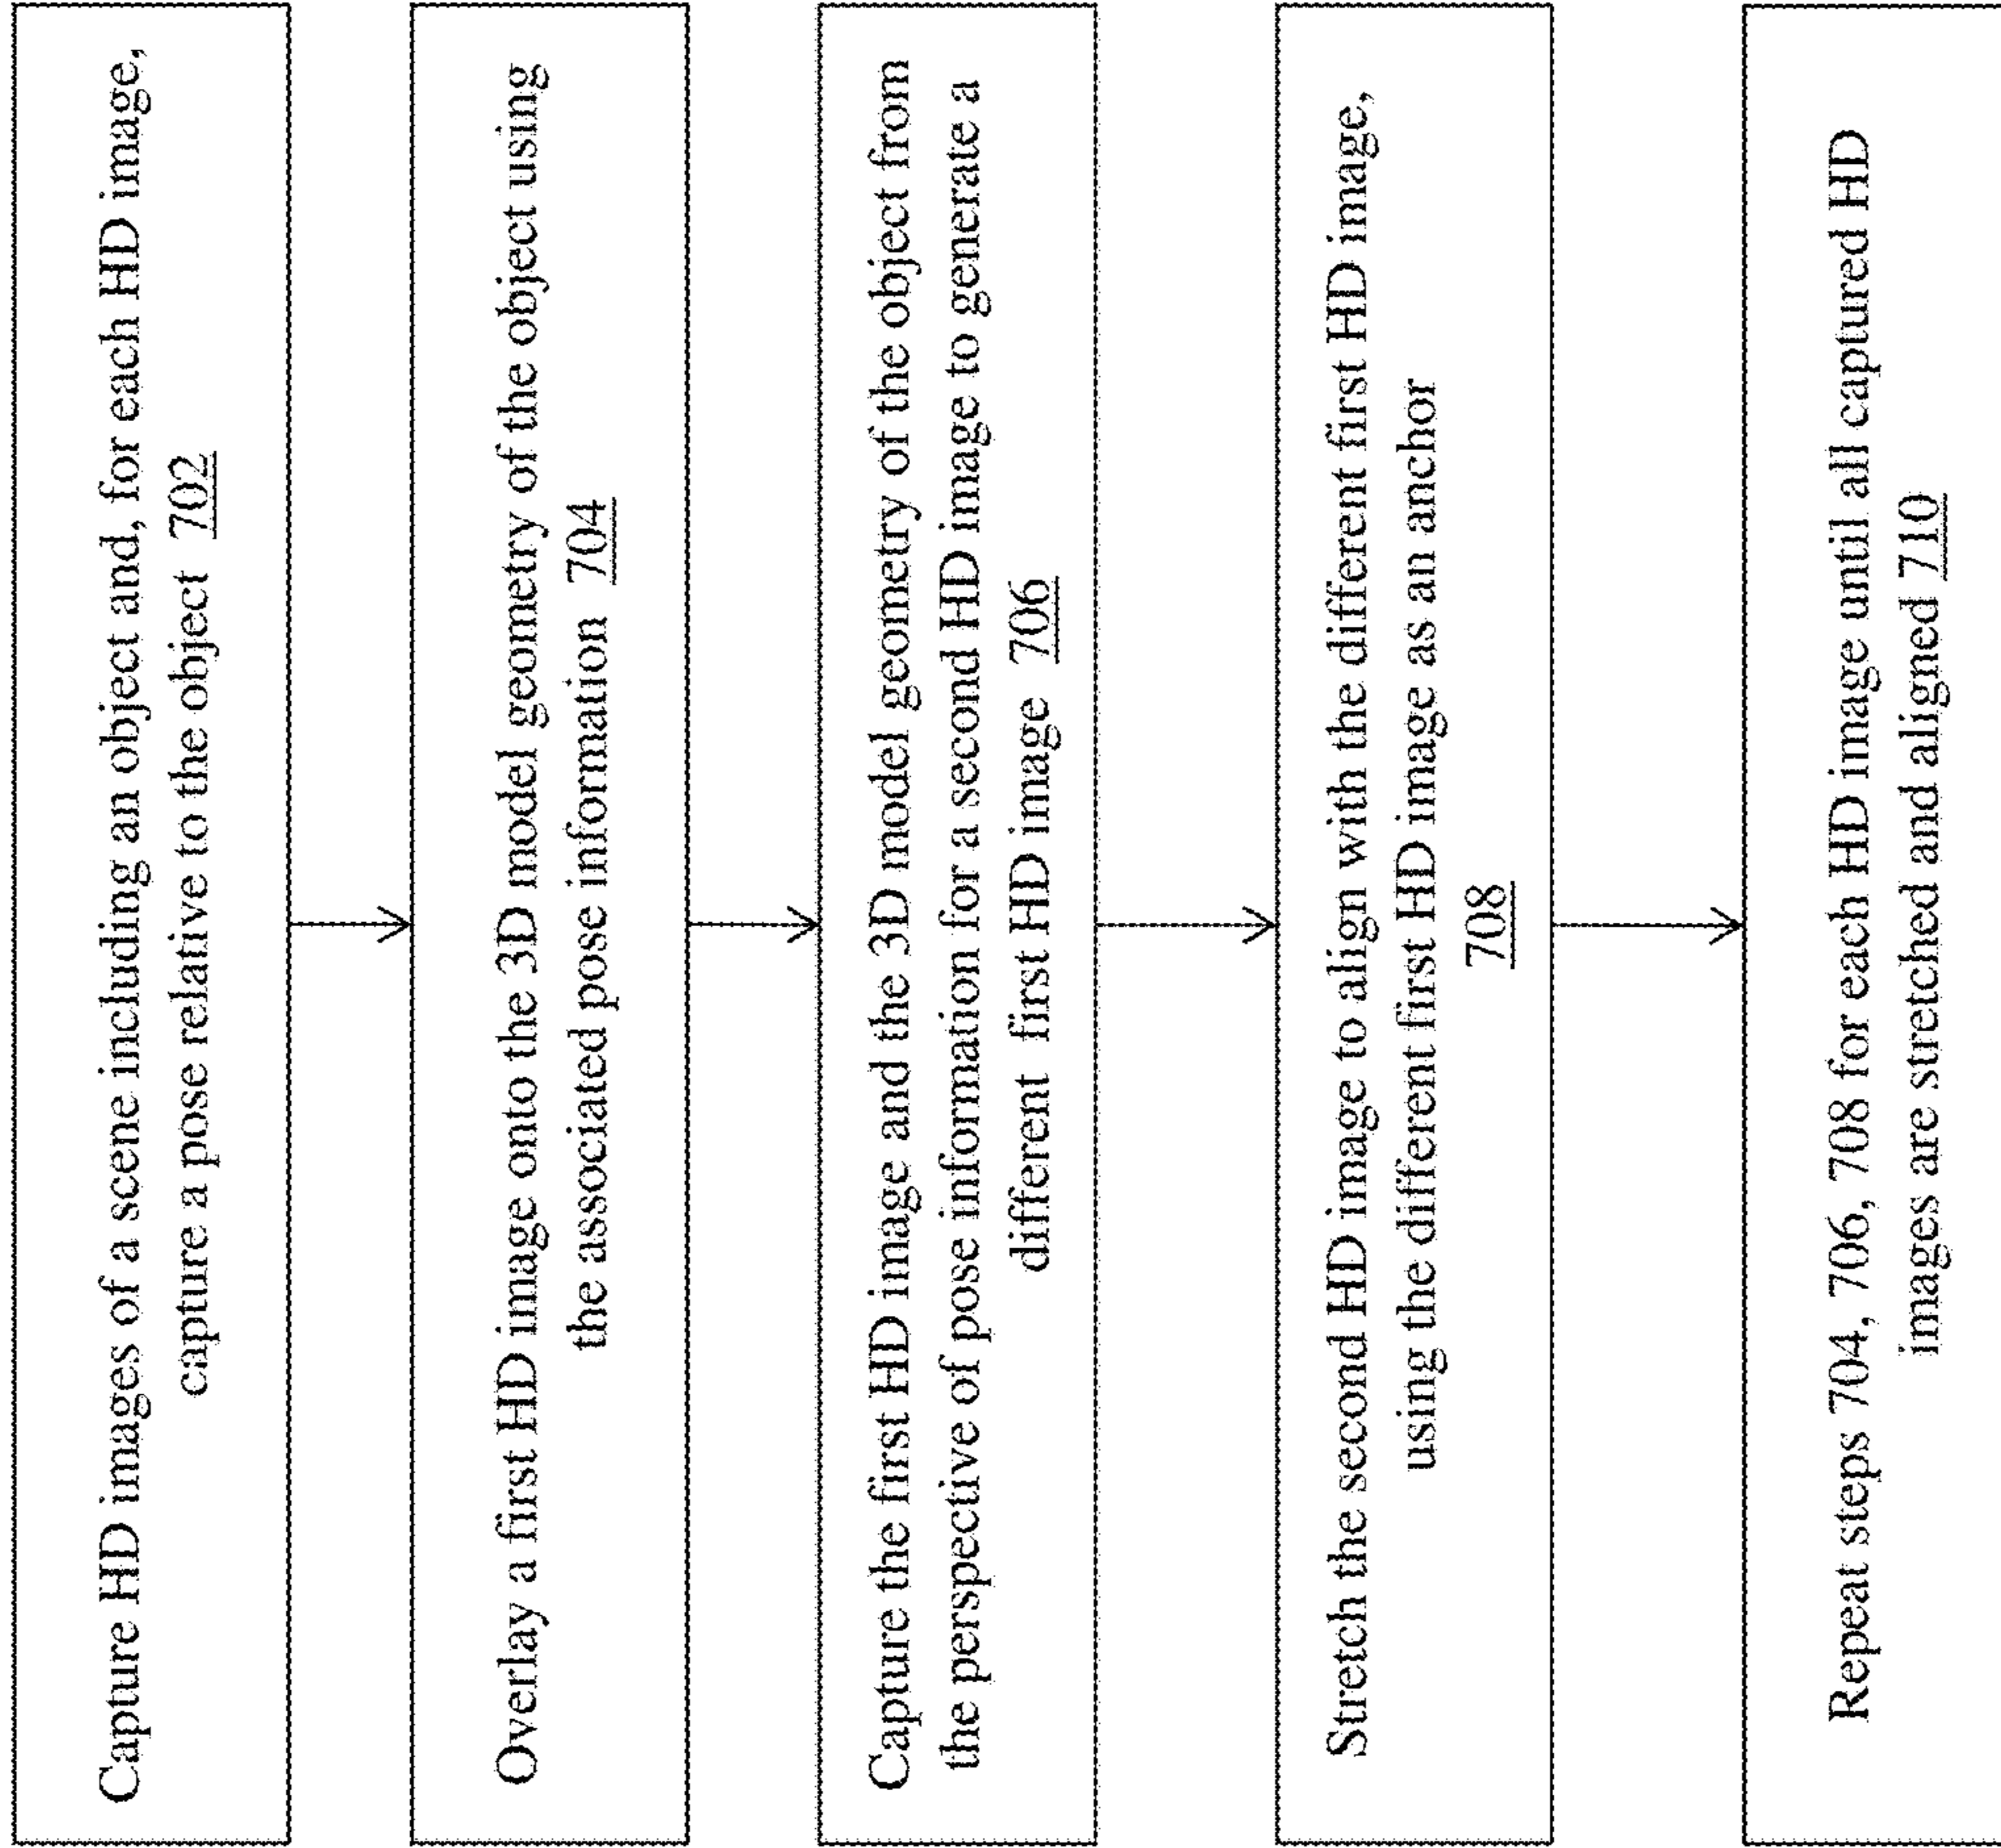 Capture HD images of a scene including an object and, for each HD image,
capture a pose relative to the object 702
Overlay a first HD image onto the 3D model geometry of the object using
the associated pose information 704
Capture the first HD image and the 3D model geometry of the object from
the perspective of pose information for a second HD image to generate a
different first HD image 706
Stretch the second HD image to align with the different first HD image,
using the different first HD image as an anchor
708
Repeat steps 704, 706, 708 for each HD image until all captured HD
images are stretched and aligned 710